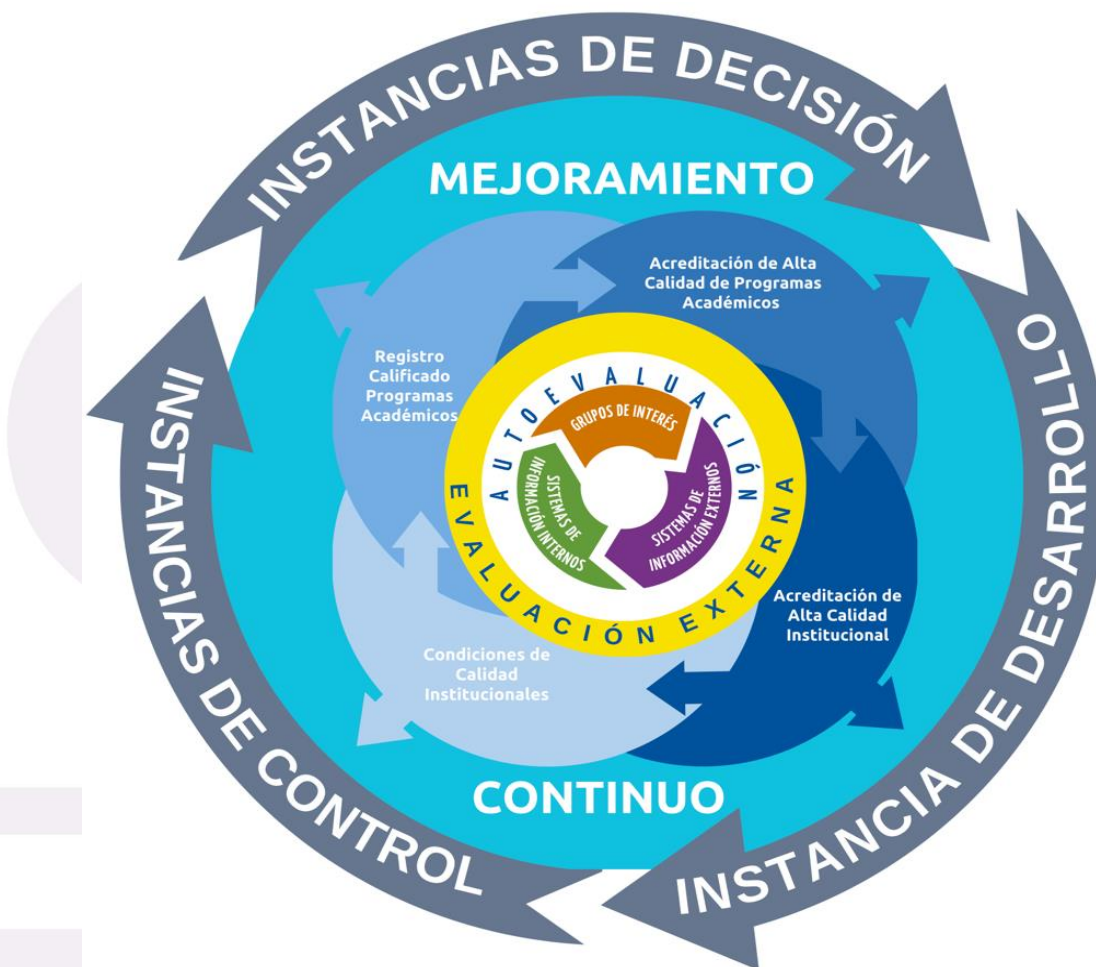 INSTANCIAS DE DECISIÓN
MEJORAMIENTO
Acreditación de Alta
Calidad de Programas
Académicos
Registro
Calificado
Programas
Académicos
AUTOEVALUACIÓN
GRUPOS DE INTERÉS
SISTEMAS DE
INFORMACIÓN INTERNOS
SISTEMAS DE
INFORMACIÓN EXTERNOS
EVALUACIÓN EXTERNA
Acreditación de
Alta Calidad
Institucional
Condiciones de
Calidad
Institucionales
CONTINUO
INSTANCIAS DE CONTROL
INSTANCIA DE DESARROLLO